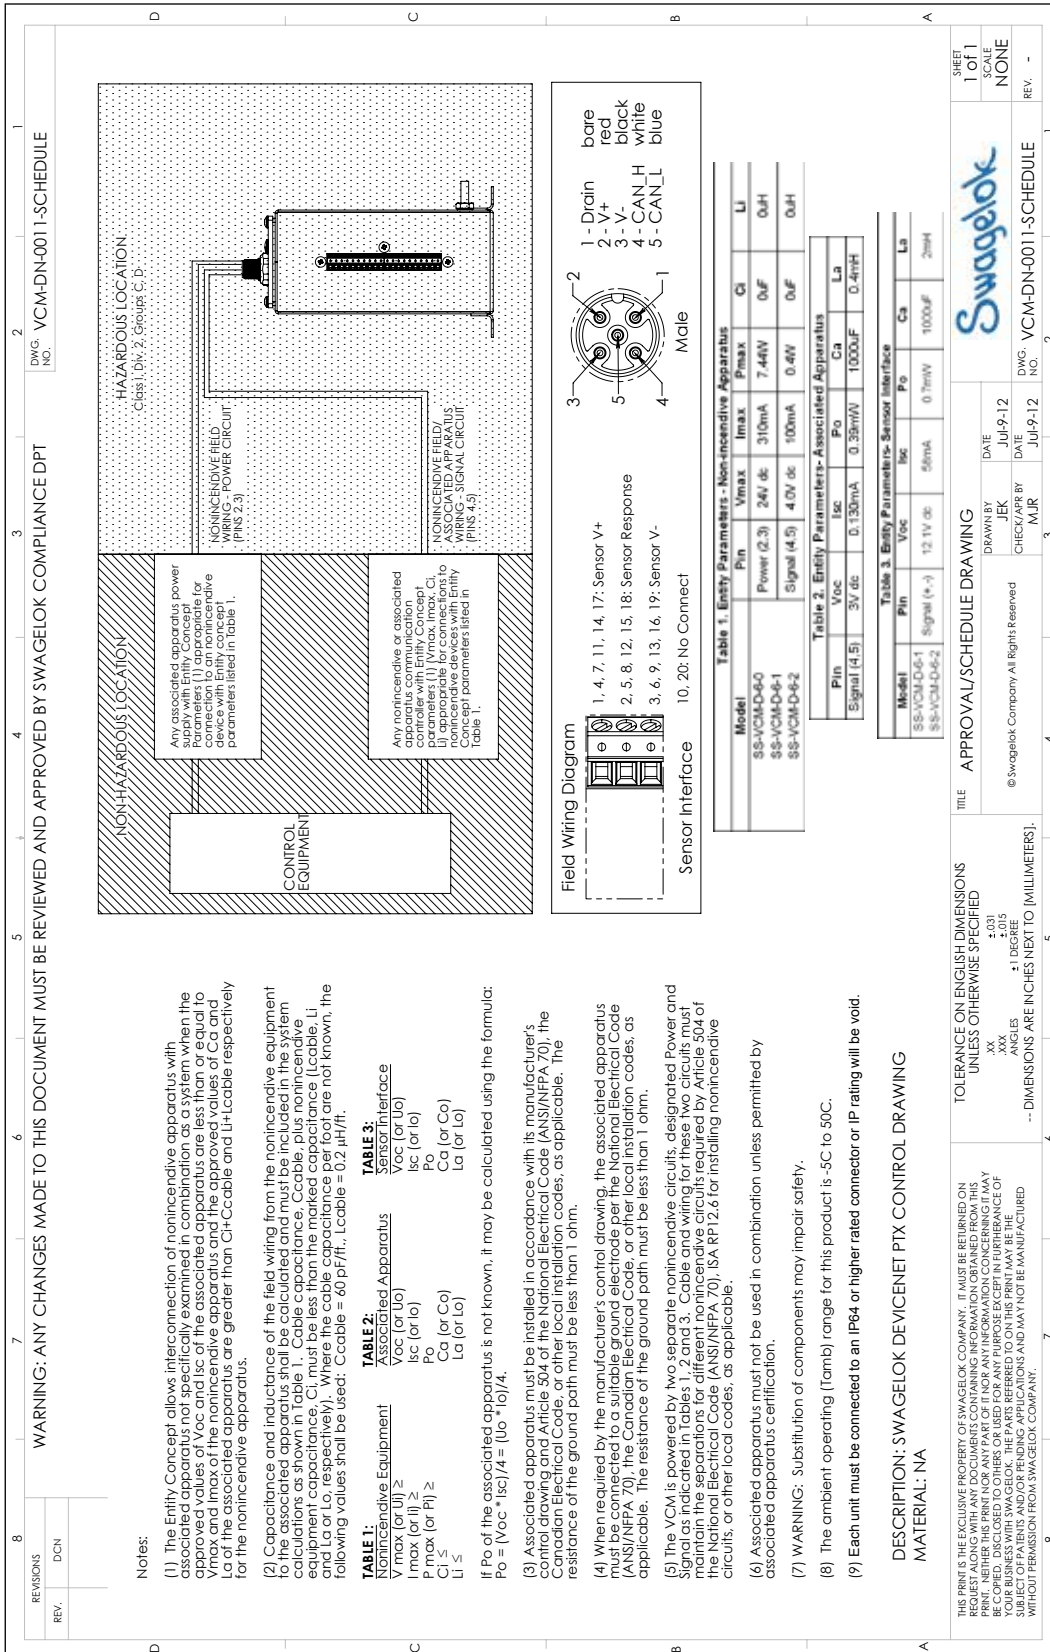 8
7
6
5
4
3
2
1
REVISIONS
REV.
DCN
WARNING: ANY CHANGES MADE TO THIS DOCUMENT MUST BE REVIEWED AND APPROVED BY SWAGELOK COMPLIANCE DPT
DWG. NO. VCM-DN-0011-SCHEDULE
D
C
B
A
Notes:
(1) The Entity Concept allows interconnection of nonincendive apparatus with
associated apparatus not specifically examined in combination as a system when the
approved values of Voc and Isc of the associated apparatus are less than or equal to
Vmax and Imax of the nonincendive apparatus and the approved values of Ca and
La of the associated apparatus are greater than Ci+Ccable and Li+Lcable respectively
for the nonincendive apparatus.
(2) Capacitance and inductance of the field wiring from the nonincendive equipment
to the associated apparatus shall be calculated and must be included in the system
calculations as shown in Table 1. Cable capacitance, Ccable, plus nonincendive
equipment capacitance, Ci, must be less than the marked capacitance (Lcable, Li
and La or Lo, respectively). Where the cable capacitance per foot are not known, the
following values shall be used: Ccable = 60 pF/ft., Lcable = 0.2 µH/ft.
TABLE 1: TABLE 2: TABLE 3:
Nonincendive Equipment Associated Apparatus Sensor Interface
V max (or Ui) ≥ Voc (or Uo) Voc (or Uo)
I max (or Ii) ≥ Isc (or Io) Isc (or Io)
P max (or Pi) ≥ Po Po
Ci ≤ Ca (or Co) Ca (or Co)
Li ≤ La (or Lo) La (or Lo)
If Po of the associated apparatus is not known, it may be calculated using the formula:
Po = (Voc * Isc)/4 = (Uo * Io)/4.
(3) Associated apparatus must be installed in accordance with its manufacturer's
control drawing and Article 504 of the National Electrical Code (ANSI/NFPA 70), the
Canadian Electrical Code, or other local installation codes, as applicable. The
resistance of the ground path must be less than 1 ohm.
(4) When required by the manufacturer's control drawing, the associated apparatus
must be connected to a suitable ground electrode per the National Electrical Code
(ANSI/NFPA 70), the Canadian Electrical Code, or other local installation codes, as
applicable. The resistance of the ground path must be less than 1 ohm.
(5) The VCM is powered by two separate nonincendive circuits, designated Power and
Signal as indicated in Tables 1, 2 and 3. Cable and wiring for these two circuits must
maintain the separations for different nonincendive circuits required by Article 504 of
the National Electrical Code (ANSI/NFPA 70), ISA RP12.6 for installing nonincendive
circuits, or other local codes, as applicable.
(6) Associated apparatus must not be used in combination unless permitted by
associated apparatus certification.
(7) WARNING: Substitution of components may impair safety.
(8) The ambient operating (Tamb) range for this product is -5C to 50C.
(9) Each unit must be connected to an IP64 or higher rated connector or IP rating will be void.
DESCRIPTION: SWAGELOK DEVICENET PTX CONTROL DRAWING
MATERIAL: NA
NON-HAZARDOUS LOCATION
HAZARDOUS LOCATION
Class I, Div. 2, Groups C, D
CONTROL
EQUIPMENT
Any associated apparatus power
supply with Entity Concept
Parameters (1) appropriate for
connection to an nonincendive
device with Entity concept
parameters listed in Table 1.
NONINCENDIVE FIELD
WIRING - POWER CIRCUIT
(PINS 2,3)
Any nonincendive or associated
apparatus communication
controller with Entity Concept
parameters (1) (Vmax, Imax, Ci,
Li) appropriate for connections to
nonincendive devices with Entity
Concept parameters listed in
Table 1.
NONINCENDIVE FIELD/
ASSOCIATED APPARATUS
WIRING - SIGNAL CIRCUIT
(PINS 4,5)
Field Wiring Diagram
1, 4, 7, 11, 14, 17: Sensor V+
2, 5, 8, 12, 15, 18: Sensor Response
3, 6, 9, 13, 16, 19: Sensor V-
10, 20: No Connect
Sensor Interface
3
2
5
4
1
Male
1 - Drain bare
2 - V+ red
3 - V- black
4 - CAN_H white
5 - CAN_L blue
Table 1. Entity Parameters - Non-incendive Apparatus
Model Pin Vmax Imax Pmax Ci Li
SS-VCM-D-6-0 Power (2,3) 24V dc 310mA 7.44W 0uF 0uH
SS-VCM-D-6-1
SS-VCM-D-6-2 Signal (4,5) 4.0V dc 100mA 0.4W 0uF 0uH
Table 2. Entity Parameters- Associated Apparatus
Pin Voc Isc Po Ca La
Signal (4,5) 3V dc 0.130mA 0.39mW 1000uF 0.4mH
Table 3. Entity Parameters- Sensor Interface
Model Pin Voc Isc Po Ca La
SS-VCM-D-6-1 Signal (+,-) 12.1V dc 58mA 0.7mW 1000uF 2mH
SS-VCM-D-6-2
THIS PRINT IS THE EXCLUSIVE PROPERTY OF SWAGELOK COMPANY. IT MUST BE RETURNED ON
REQUEST ALONG WITH ANY DOCUMENTS CONTAINING INFORMATION OBTAINED FROM THIS
PRINT. NEITHER THIS PRINT NOR ANY PART OF IT NOR ANY INFORMATION CONCERNING IT MAY
BE COPIED, DISCLOSED TO OTHERS OR USED FOR ANY PURPOSE EXCEPT IN FURTHERANCE OF
YOUR BUSINESS WITH SWAGELOK. THE PARTS REFERRED TO ON THIS PRINT MAY BE THE
SUBJECT OF PATENTS AND/OR PENDING APPLICATIONS AND MAY NOT BE MANUFACTURED
WITHOUT PERMISSION FROM SWAGELOK COMPANY.
TOLERANCE ON ENGLISH DIMENSIONS
UNLESS OTHERWISE SPECIFIED
.XX ±.031
.XXX ±.015
ANGLES ±1 DEGREE
-- DIMENSIONS ARE INCHES NEXT TO [MILLIMETERS].
TITLE
APPROVAL/SCHEDULE DRAWING
© Swagelok Company All Rights Reserved
DRAWN BY
JEK
DATE
Jul-9-12
CHECK/APR BY
MJR
DATE
Jul-9-12
Swagelok
DWG. NO. VCM-DN-0011-SCHEDULE
SHEET
1 of 1
SCALE
NONE
REV. -
8
7
6
5
4
3
2
1
D
C
B
A